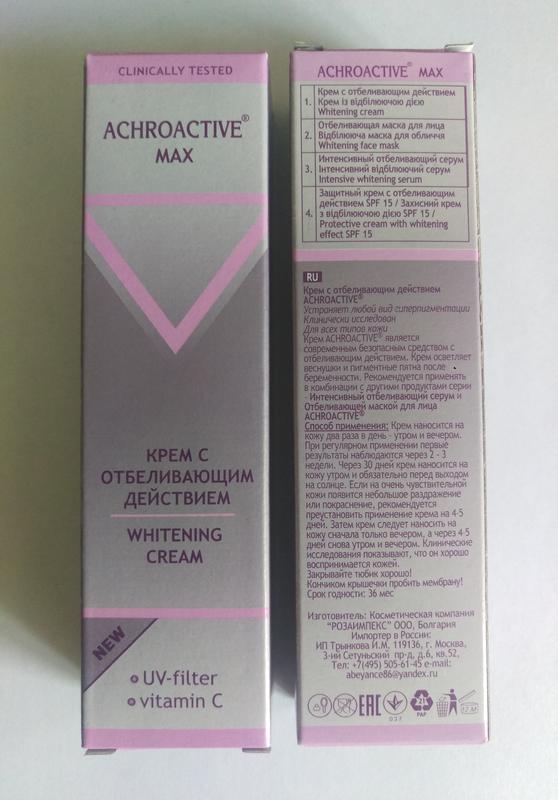 CLINICALLY TESTED
ACHROACTIVE®
MAX
КРЕМ С
ОТБЕЛИВАЮЩИМ
ДЕЙСТВИЕМ
WHITENING
CREAM
NEW
UV-filter
vitamin C
ACHROACTIVE® MAX
1. Крем с отбеливающим действием
Крем із відбілюючою дією
Whitening cream
2. Отбеливающая маска для лица
Відбілююча маска для обличчя
Whitening face mask
3. Интенсивный отбеливающий серум
Інтенсивний відбілюючий серум
Intensive whitening serum
4. Защитный крем с отбеливающим
действием SPF 15 / Захисний крем
з відбілюючою дією SPF 15 /
Protective cream with whitening
effect SPF 15
RU
Крем с отбеливающим действием
ACHROACTIVE®
Устраняет любой вид гиперпигментации
Клинически исследован
Для всех типов кожи
Крем ACHROACTIVE® является
современным безопасным средством с
отбеливающим действием. Крем осветляет
веснушки и пигментные пятна после
беременности. Рекомендуется применять
в комбинации с другими продуктами серии
- Интенсивный отбеливающий серум и
Отбеливающей маской для лица
ACHROACTIVE®
Способ применения: Крем наносится на
кожу два раза в день - утром и вечером.
При регулярном применении первые
результаты наблюдаются через 2 - 3
недели. Через 30 дней крем наносится на
кожу утром и обязательно перед выходом
на солнце. Если на очень чувствительной
кожи появится небольшое раздражение
или покраснение, рекомендуется
преустановить применение крема на 4-5
дней. Затем крем следует наносить на
кожу сначала только вечером, а через 4-5
дней снова утром и вечером. Клинические
исследования показывают, что он хорошо
воспринимается кожей.
Закрывайте тюбик хорошо!
Кончиком крышечки пробить мембрану!
Срок годности: 36 мес
Изготовитель: Косметическая компания
"РОЗАИМПЕКС" ООО, Болгария
Импортер в России:
ИП Трынкова И.М. 119136, г. Москва,
3-ий Сетуньский пр-д, д.6, кв.52,
Тел: +7(495) 505-61-45 e-mail:
abeyance86@yandex.ru
EAC
037
21
PAP
12 M